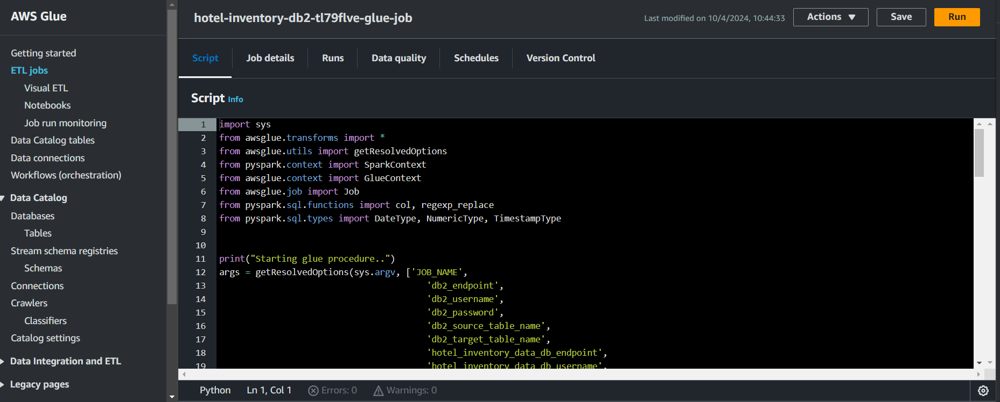 AWS Glue
Getting started
ETL jobs
Visual ETL
Notebooks
Job run monitoring
Data Catalog tables
Data connections
Workflows (orchestration)
Data Catalog
Databases
Tables
Stream schema registries
Schemas
Connections
Crawlers
Classifiers
Catalog settings
Data Integration and ETL
Legacy pages
hotel-inventory-db2-tl79flve-glue-job
Last modified on 10/4/2024, 10:44:33
Actions
Save
Run
Script Job details Runs Data quality Schedules Version Control
Script Info
1 import sys
2 from awsglue.transforms import *
3 from awsglue.utils import getResolvedOptions
4 from pyspark.context import SparkContext
5 from awsglue.context import GlueContext
6 from awsglue.job import Job
7 from pyspark.sql.functions import col, regexp_replace
8 from pyspark.sql.types import DateType, NumericType, TimestampType
9
10
11 print("Starting glue procedure..")
12 args = getResolvedOptions(sys.argv, ['JOB_NAME',
13 'db2_endpoint',
14 'db2_username',
15 'db2_password',
16 'db2_source_table_name',
17 'db2_target_table_name',
18 'hotel_inventory_data_db_endpoint',
19 'hotel_inventory_data_db_username',
Python Ln 1, Col 1 Errors: 0 Warnings: 0